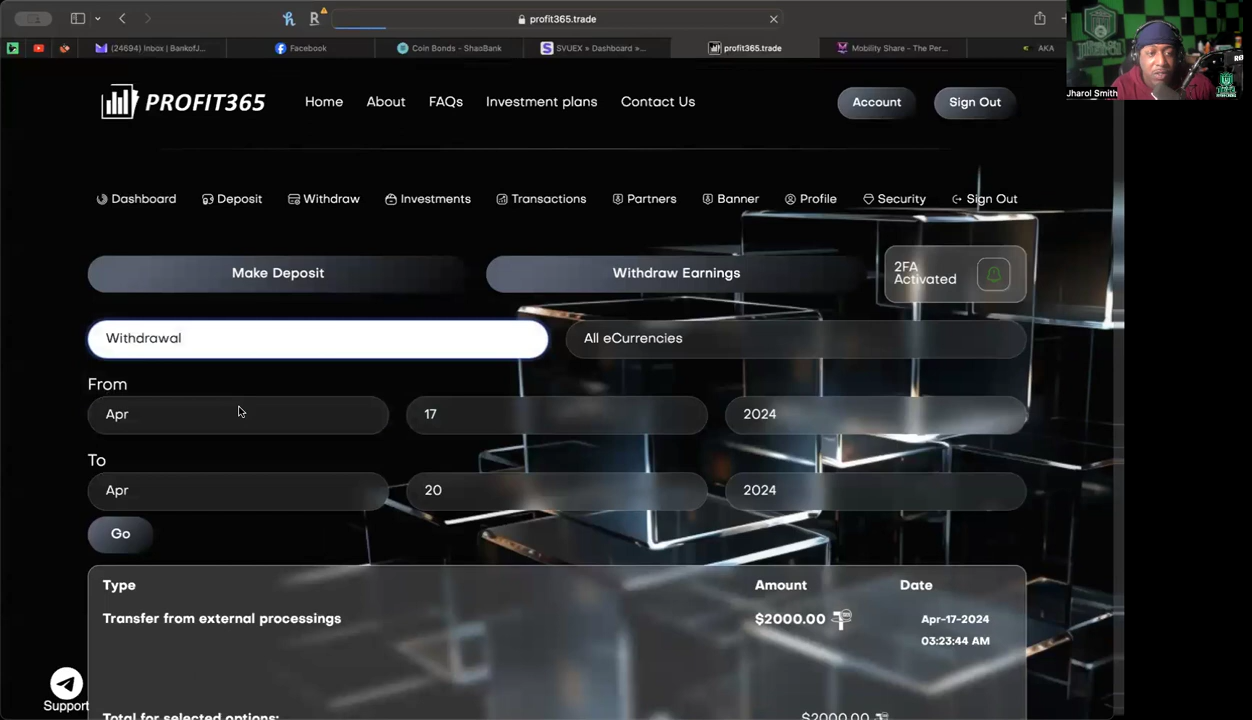 profit365.trade
(24694) Inbox | BankofJ...
Facebook
Coin Bonds - ShaoBank
SVUEX » Dashboard »...
profit365.trade
Mobility Share - The Per...
AKA
Jharol Smith
PROFIT365
Home
About
FAQs
Investment plans
Contact Us
Account
Sign Out
Dashboard
Deposit
Withdraw
Investments
Transactions
Partners
Banner
Profile
Security
Sign Out
Make Deposit
Withdraw Earnings
2FA
Activated
Withdrawal
All eCurrencies
From
Apr
17
2024
To
Apr
20
2024
Go
Type
Amount
Date
Transfer from external processings
$2000.00
Apr-17-2024
03:23:44 AM
Support
Total for selected options:
$2000.00